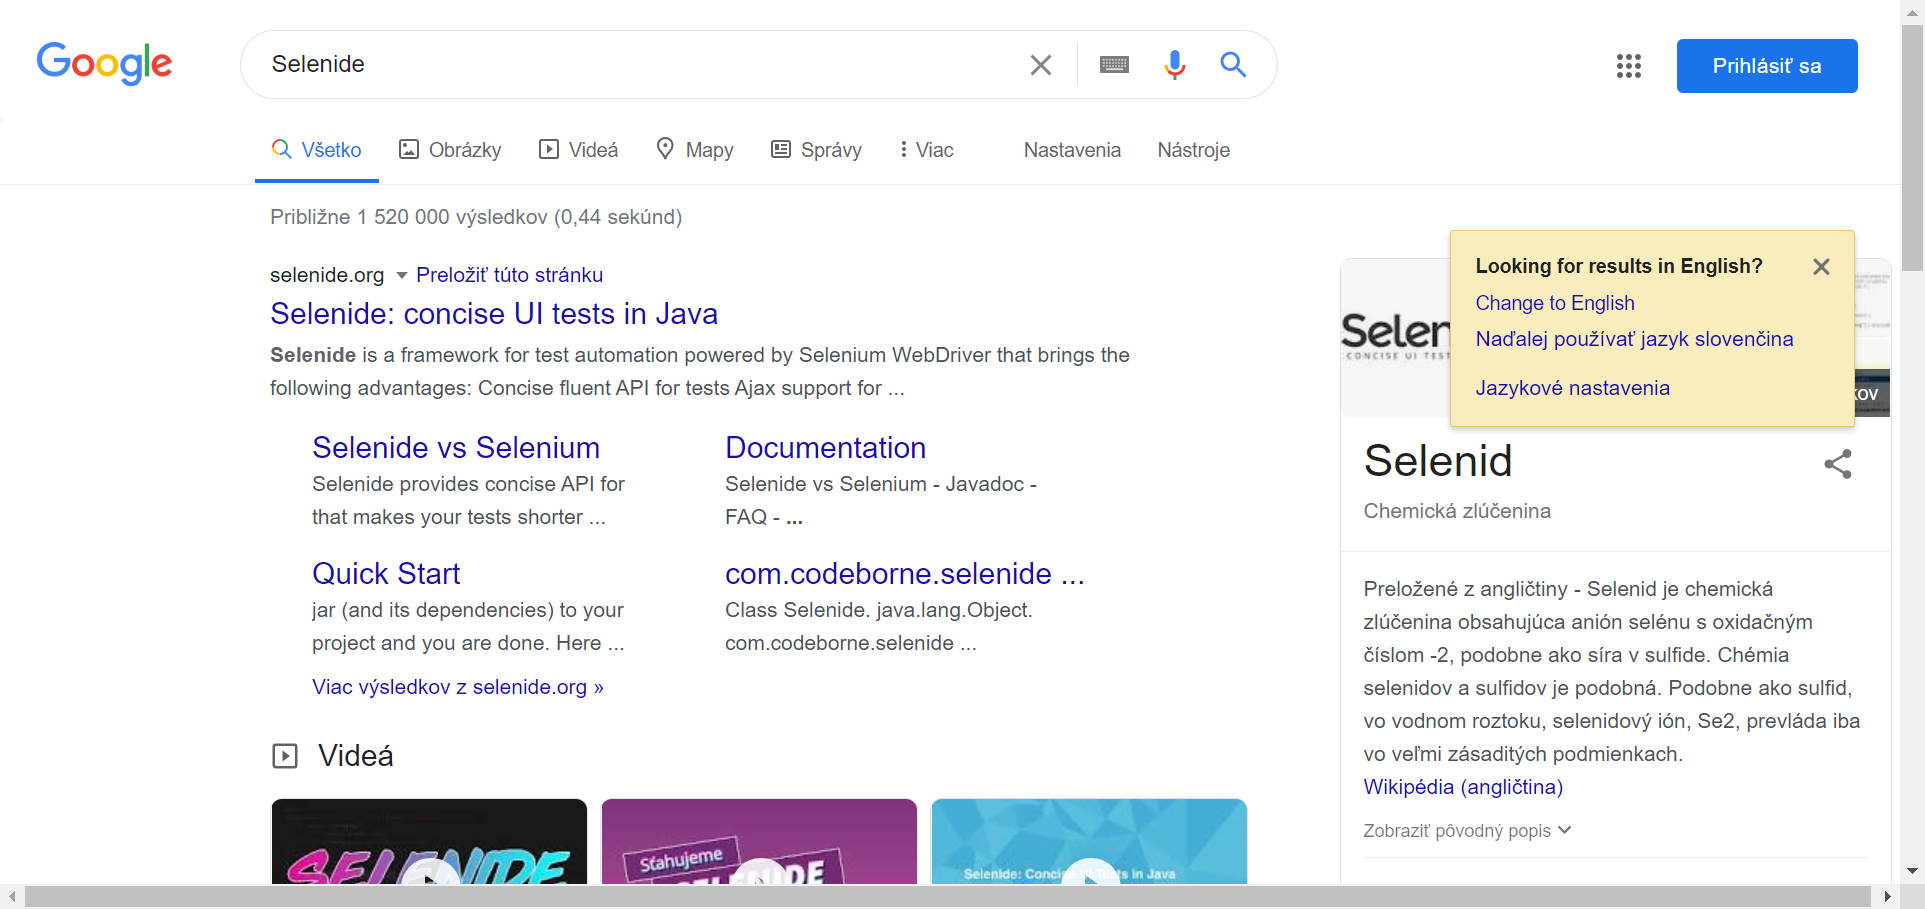 Google
Selenide
Prihlásiť sa
Všetko
Obrázky
Videá
Mapy
Správy
Viac
Nastavenia
Nástroje
Približne 1 520 000 výsledkov (0,44 sekúnd)
selenide.org Preložiť túto stránku
Selenide: concise UI tests in Java
Selenide is a framework for test automation powered by Selenium WebDriver that brings the
following advantages: Concise fluent API for tests Ajax support for ...
Selenide vs Selenium
Selenide provides concise API for
that makes your tests shorter ...
Documentation
Selenide vs Selenium - Javadoc -
FAQ - ...
Quick Start
jar (and its dependencies) to your
project and you are done. Here ...
com.codeborne.selenide ...
Class Selenide. java.lang.Object.
com.codeborne.selenide ...
Viac výsledkov z selenide.org »
Videá
SELENIDE
Sťahujeme
SELENIDE
Selenide: Concise UI Tests in Java
Looking for results in English?
Change to English
Naďalej používať jazyk slovenčina
Jazykové nastavenia
Selen
CONCISE UI TEST
Selenid
Chemická zlúčenina
Preložené z angličtiny - Selenid je chemická
zlúčenina obsahujúca anión selénu s oxidačným
číslom -2, podobne ako síra v sulfide. Chémia
selenidov a sulfidov je podobná. Podobne ako sulfid,
vo vodnom roztoku, selenidový ión, Se2, prevláda iba
vo veľmi zásaditých podmienkach.
Wikipédia (angličtina)
Zobraziť pôvodný popis